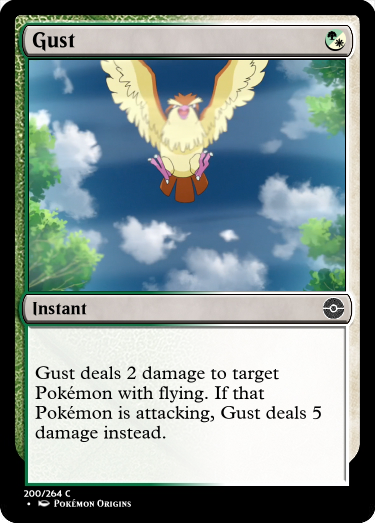 Gust
Instant
Gust deals 2 damage to target
Pokémon with flying. If that
Pokémon is attacking, Gust deals 5
damage instead.
200/264 C
• Pokémon Origins